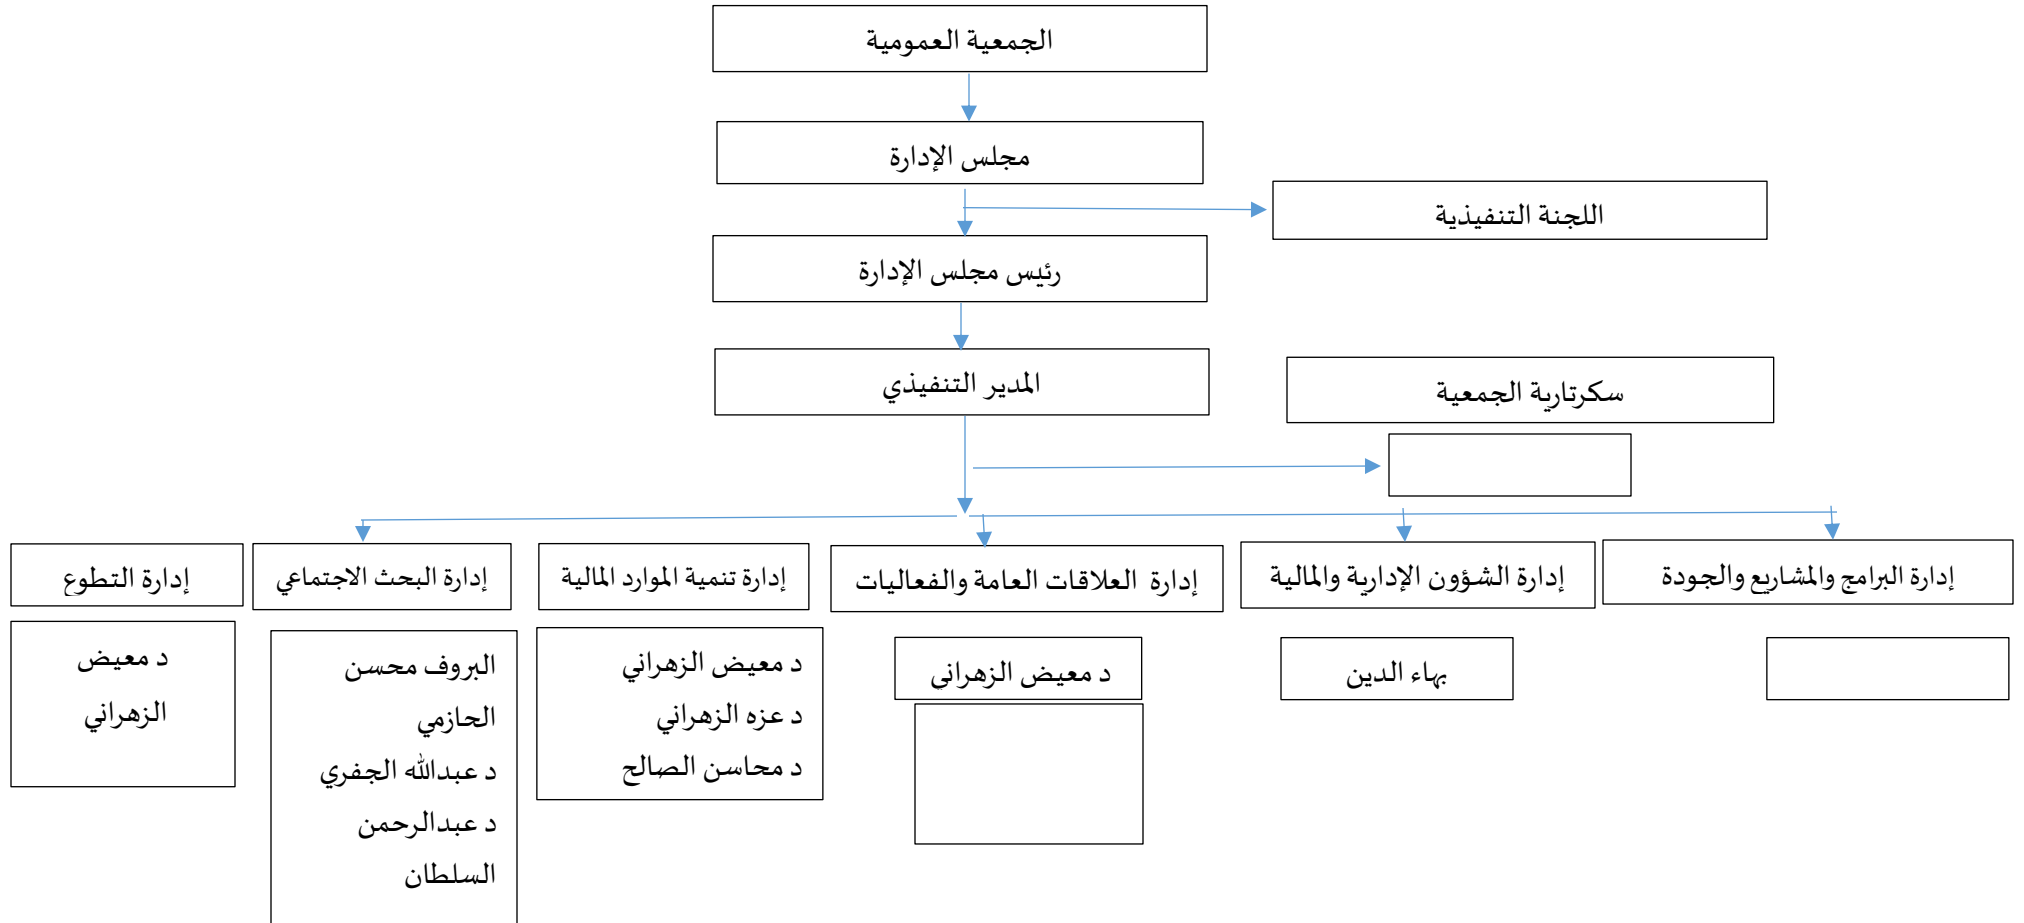 الجمعية العمومية
مجلس الإدارة
اللجنة التنفيذية
رئيس مجلس الإدارة
المدير التنفيذي
سكرتارية الجمعية
إدارة البرامج والمشاريع والجودة
إدارة الشؤون الإدارية والمالية
إدارة العلاقات العامة والفعاليات
إدارة تنمية الموارد المالية
إدارة البحث الاجتماعي
إدارة التطوع
بهاء الدين
د معيض الزهراني
د معيض الزهراني
د عزه الزهراني
د محاسن الصالح
البروف محسن
الحازمي
د عبدالله الجفري
د عبدالرحمن
السلطان
د معيض
الزهراني